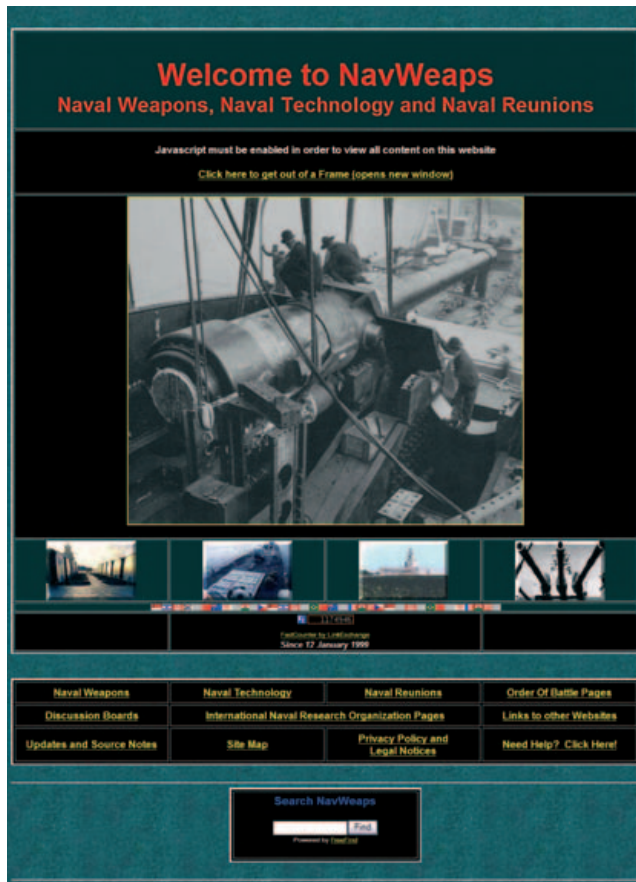 Welcome to NavWeaps
Naval Weapons, Naval Technology and Naval Reunions
Javascript must be enabled in order to view all content on this website
Click here to get out of a Frame (opens new window)
1174946
FastCounter by LinkExchange
Since 12 January 1999
Naval Weapons
Naval Technology
Naval Reunions
Order Of Battle Pages
Discussion Boards
International Naval Research Organization Pages
Links to other Websites
Updates and Source Notes
Site Map
Privacy Policy and
Legal Notices
Need Help? Click Here!
Search NavWeaps
Find
Powered by FreeFind